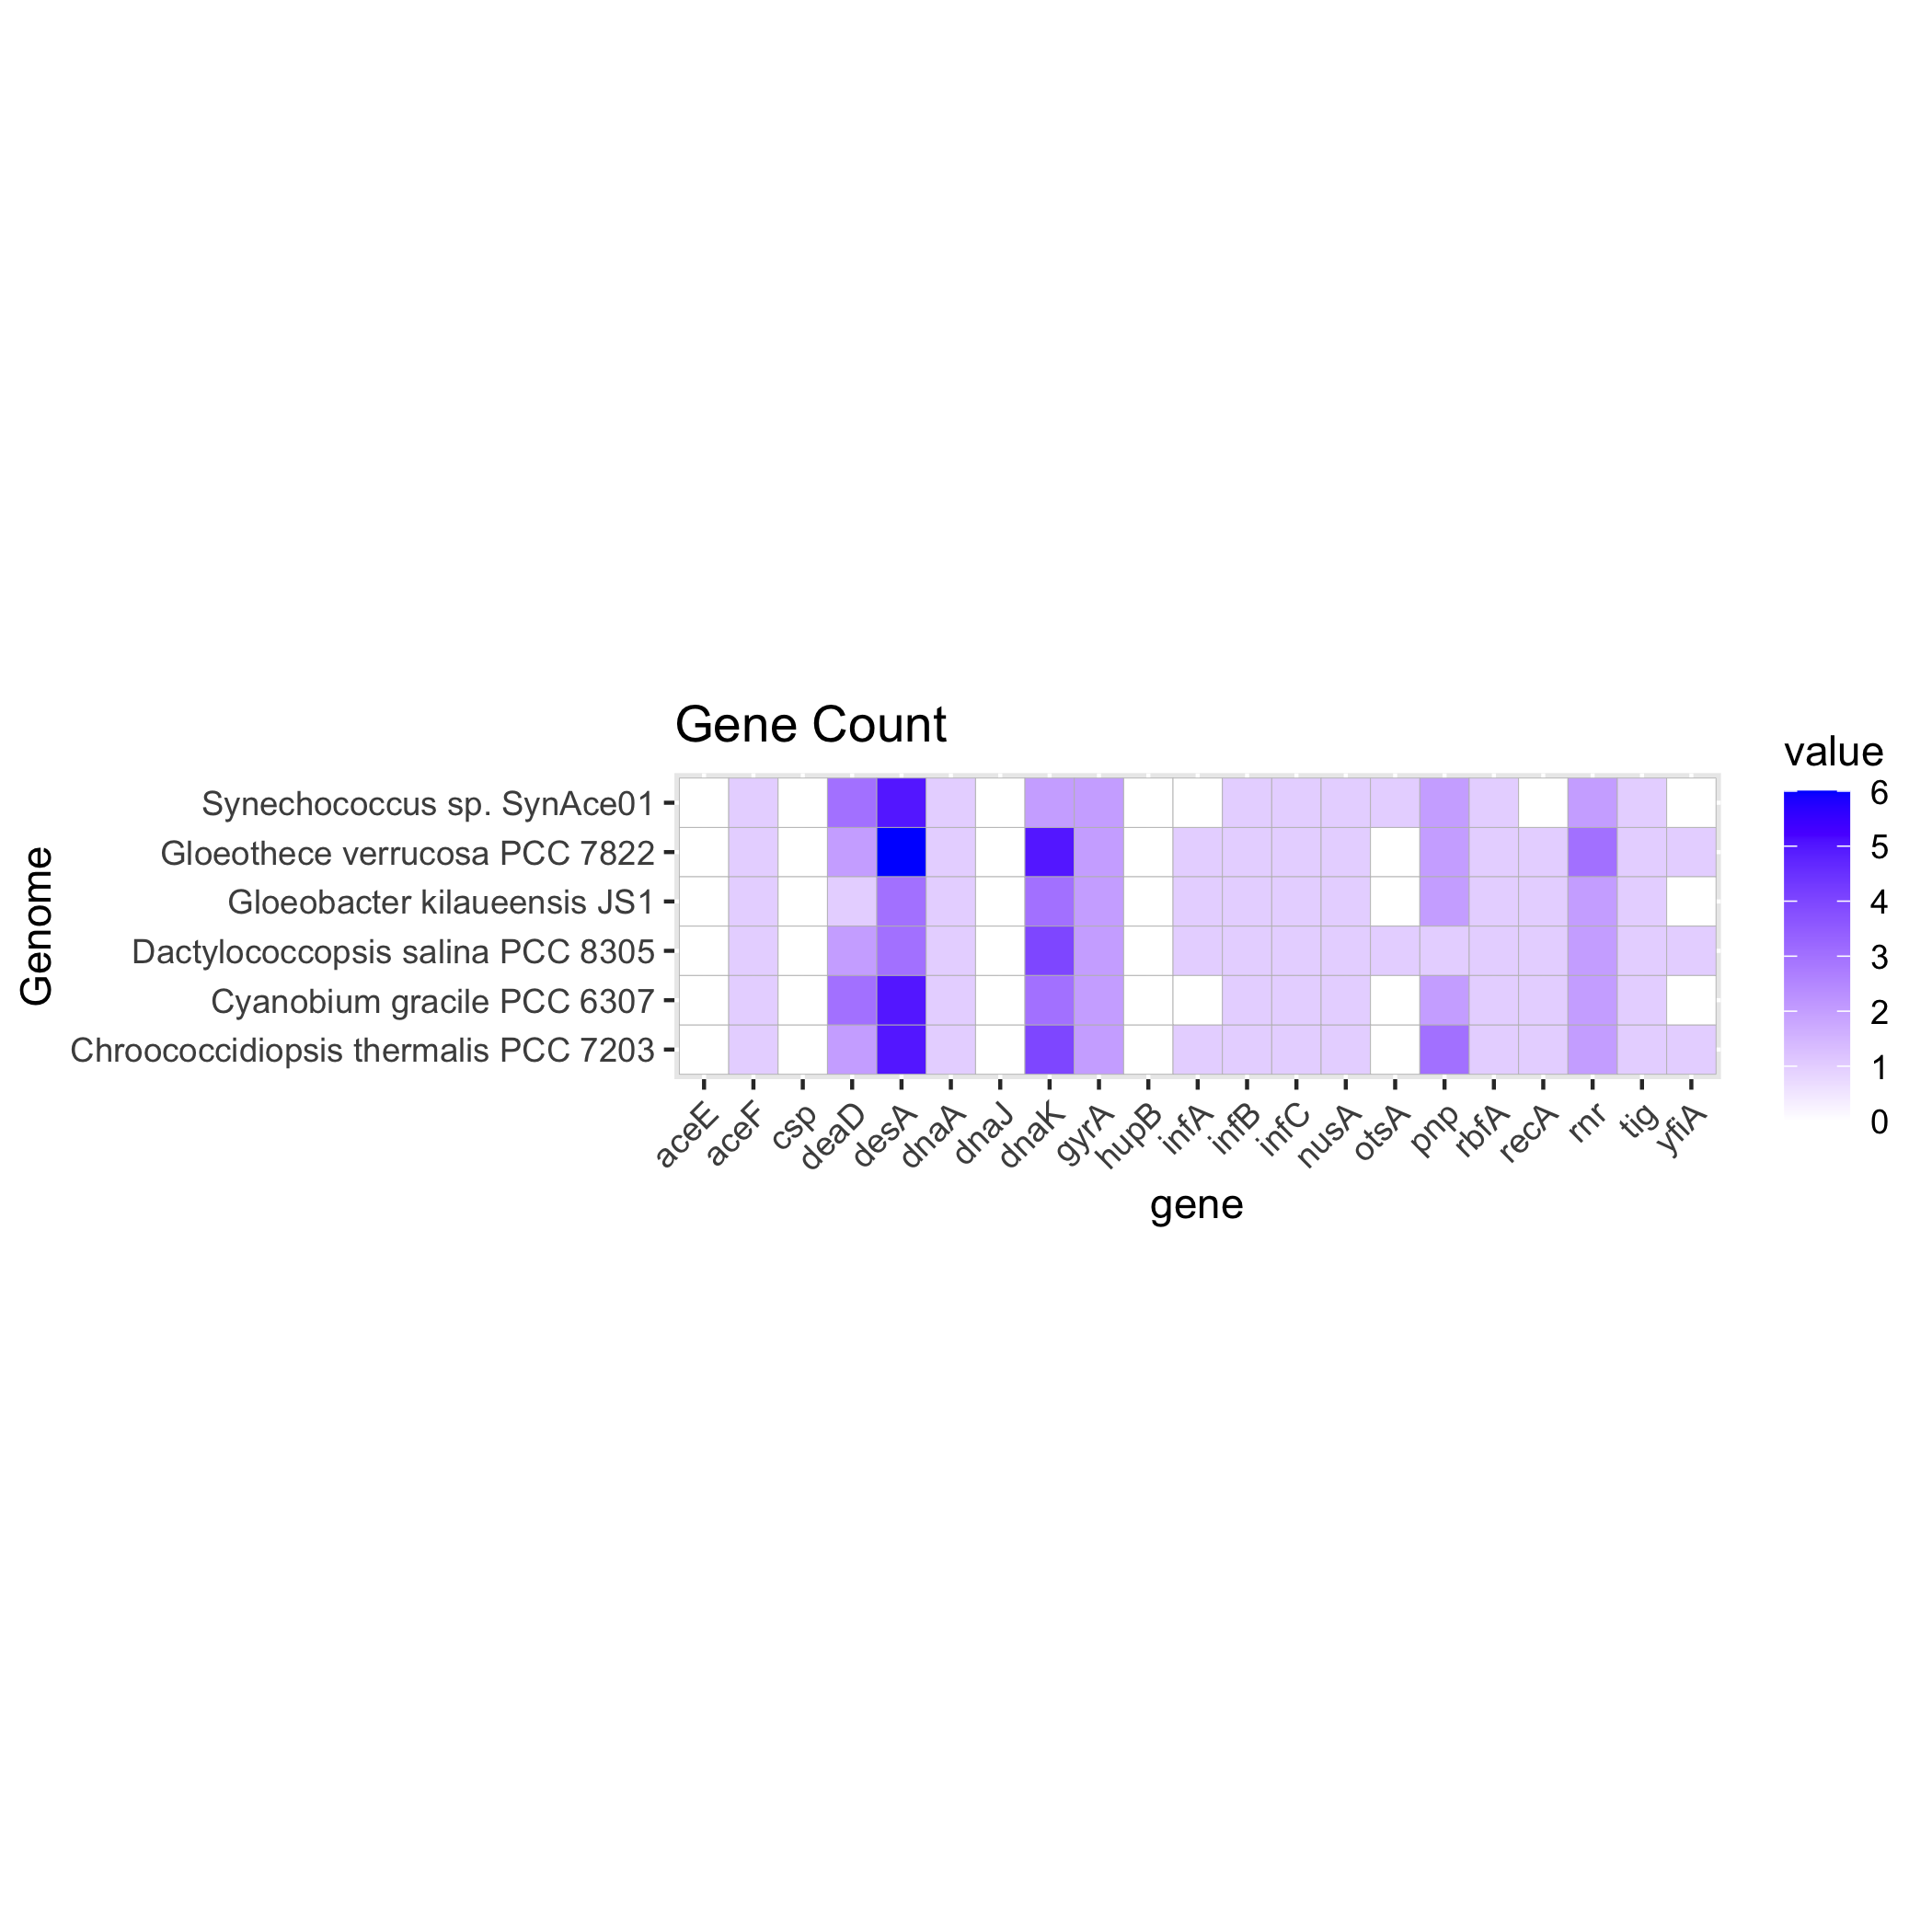 Gene Count
Genome
Synechococcus sp. SynAce01
Gloeothece verrucosa PCC 7822
Gloeobacter kilaueensis JS1
Dactylococcopsis salina PCC 8305
Cyanobium gracile PCC 6307
Chroococcidiopsis thermalis PCC 7203
aceE
aceF
csp
deaD
desA
dnaA
dnaJ
dnaK
gyrA
hupB
infA
infB
infC
nusA
otsA
pnp
rbfA
recA
rnr
tig
yfiA
gene
value
6
5
4
3
2
1
0